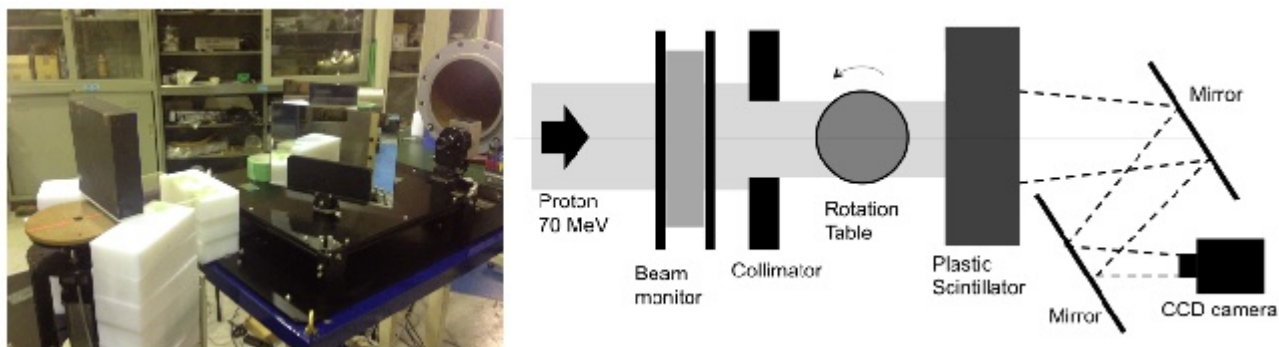 Proton
70 MeV
Beam
monitor
Collimator
Rotation
Table
Plastic
Scintillator
Mirror
Mirror
CCD camera